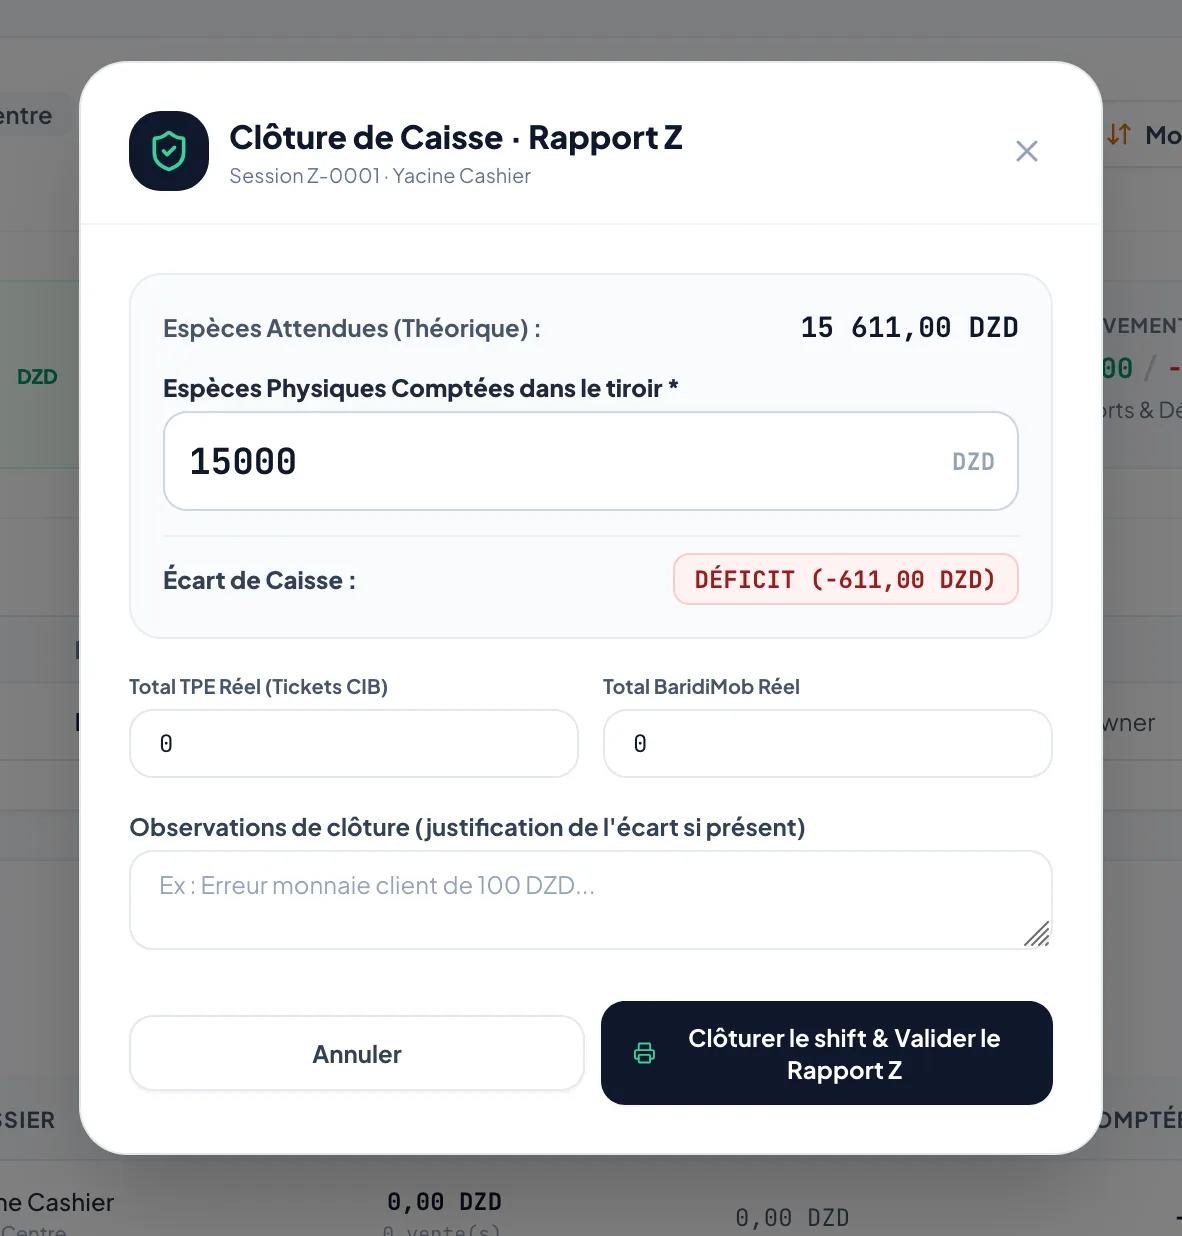 entre
Mo
Clôture de Caisse · Rapport Z
Session Z-0001 · Yacine Cashier
DZD
VEMENT
00 / -
orts & Dé
Espèces Attendues (Théorique) :
15 611,00 DZD
Espèces Physiques Comptées dans le tiroir *
15000
DZD
Écart de Caisse :
DÉFICIT (-611,00 DZD)
Total TPE Réel (Tickets CIB)
Total BaridiMob Réel
0
0
wner
Observations de clôture (justification de l'écart si présent)
Ex : Erreur monnaie client de 100 DZD...
Annuler
Clôturer le shift & Valider le
Rapport Z
SSIER
OMPTÉE
ne Cashier
0,00 DZD
Centre
0 vente(s)
0,00 DZD